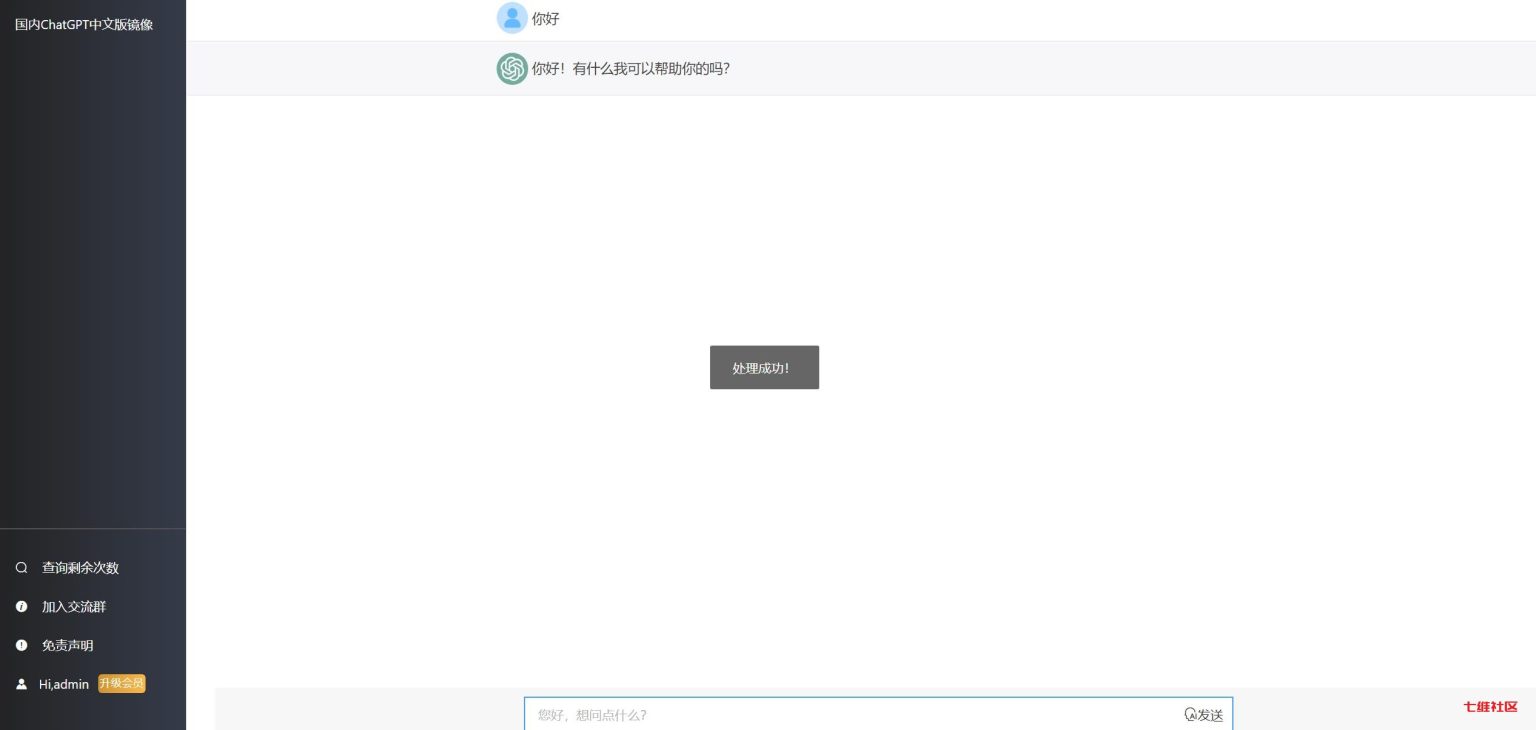 国内ChatGPT中文版镜像
你好
你好！有什么我可以帮助你的吗？
处理成功！
查询剩余次数
加入交流群
免责声明
Hi,admin 升级会员
您好，想问点什么？
发送
七维社区